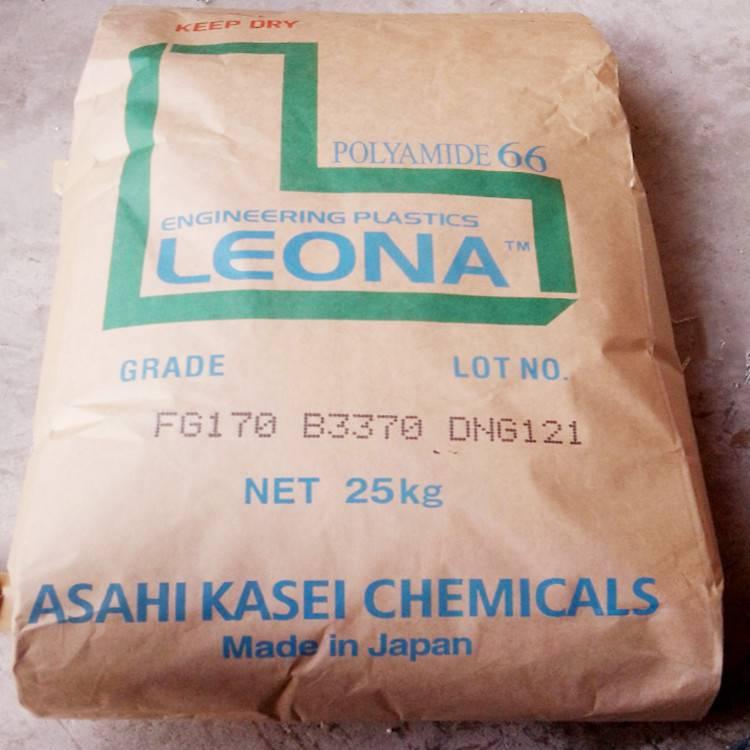 KEEP DRY
POLYAMIDE 66
ENGINEERING PLASTICS
LEONA™
GRADE LOT NO.
FG170 B3370 DNG121
NET 25kg
ASAHI KASEI CHEMICALS
Made in Japan